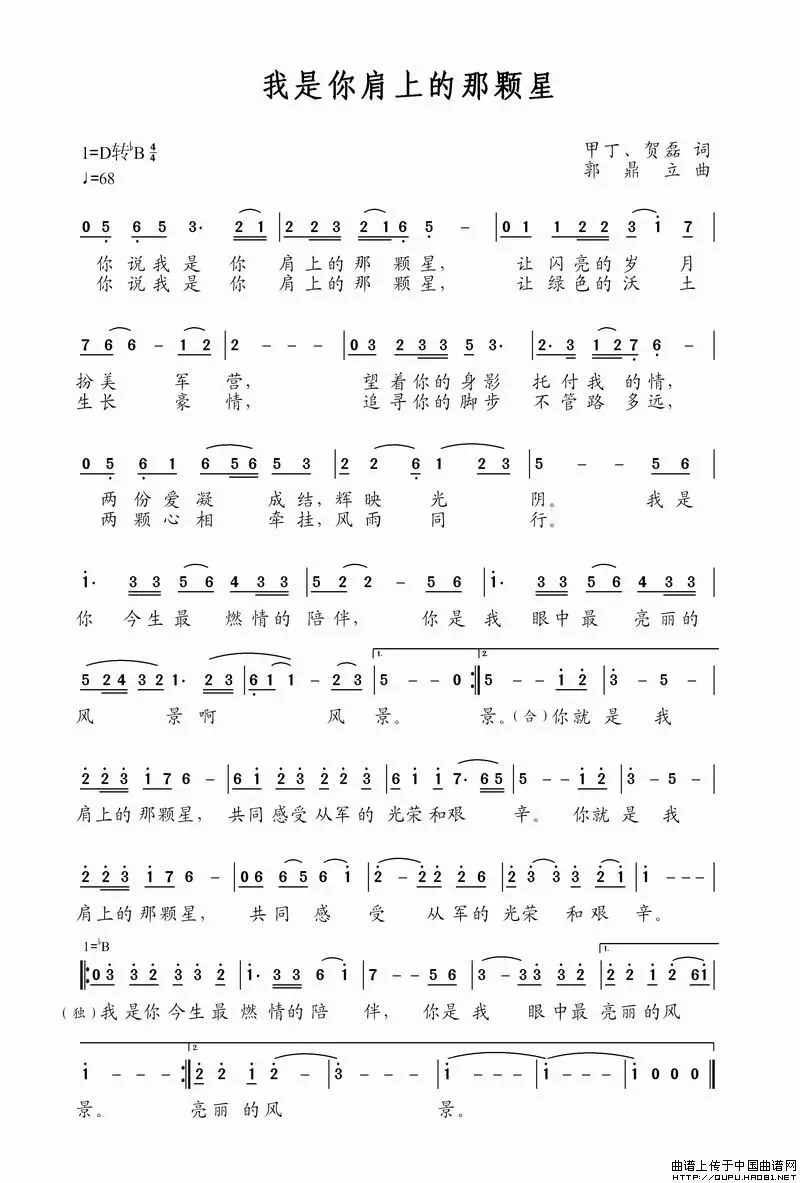 我是你肩上的那颗星
1=D转♭B 4/4
甲丁、贺磊 词
♩=68
郭鼎立曲
0 5 6 5 3· 2 1 | 2 2 3 2 1 6 5 - | 0 1 1 2 2 3 i 7 |
你说我是你 肩上的那颗星, 让闪亮的岁月
你说我是你 肩上的那颗星, 让绿色的沃土
7 6 6 - 1 2 | 2 - - - | 0 3 2 3 3 5 3· | 2· 3 1 2 7 6 - |
扮美 军营, 望着你的身影 托付我的情,
生长 豪情, 追寻你的脚步 不管路多远,
0 5 6 1 6 5 6 5 3 | 2 2 6 1 2 3 | 5 - - 5 6 |
两份爱凝 成结,辉映光 阴。 我是
两颗心相 牵挂,风雨同 行。
i· 3 3 5 6 4 3 3 | 5 2 2 - 5 6 | i· 3 3 5 6 4 3 3 |
你 今生最 燃情的陪伴, 你是我 眼中最 亮丽的
5 2 4 3 2 1· 2 3 | 6 1 1 - 2 3 | 1. 5 - - 0 :| 2. 5 - - i 2 | 3 - 5 - |
风 景啊 风景。 景。(合)你就是我
2 2 3 i 7 6 - | 6 i 2 3 2 3 2 | 6 i i 7· 6 5 | 5 - - i 2 | 3 - 5 - |
肩上的那颗星, 共同感受从军的 光荣和艰 辛。 你就是我
2 2 3 i 7 6 - | 0 6 6 5 6 i | 2 - 2 2 2 6 | 2 2 3 2 6 2 | i - - - |
肩上的那颗星, 共同感受 从军的光荣和艰辛。
1=♭B
1.
|: 0 3 3 2 3 3 2 | i· 3 3 6 i | 7 - - 5 6 | 3 - 3 3 3 2 | 2 2 i 2 6 i |
(独)我是你今生最 燃情的陪 伴, 你是我 眼中最亮丽的风
2.
i - - - :| 2 2 i 2 - | 3 - - - | i - - - | i - - - | i 0 0 0 ‖
景。 亮丽的风 景。
曲谱上传于中国曲谱网
HTTP://QUPU.HAO81.NET